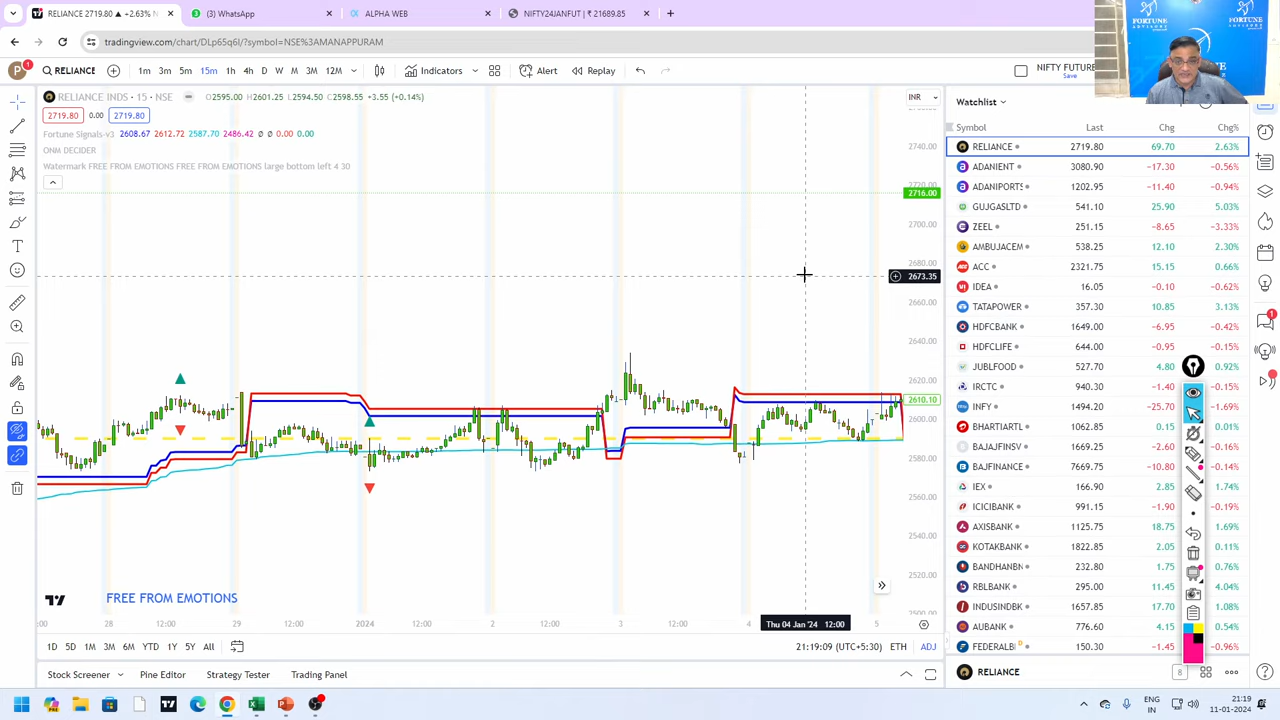 RELIANCE 2719.80 ▲ +2.63% N
(3) WhatsApp
ALPHA WEB
NIFTYJANFUT | ₹ 21689.85
tradingview.com/chart/DLp65q6l/?symbol=NSE%3AMANAPPURAM
P 1 RELIANCE 1m 3m 5m 15m 1h 4h D W M 3M 12M Indicators Alert Replay NIFTY FUTURE
Save
FORTUNE
ADVISORY
FORTUNE
RELIANCE INDS · 15 · NSE O2595.00 H2601.25 L2594.50 C2598.55 +3.55 (+0.14%)
2719.80 0.00 2719.80
Fortune Signals-v3 2608.67 2612.72 2587.70 2486.42 Ø Ø 0.00 0.00
ONM DECIDER
Watermark FREE FROM EMOTIONS FREE FROM EMOTIONS large bottom left 4 30
INR
2740.00
2720.00
2716.00
2700.00
2680.00
2673.35
2660.00
2640.00
2620.00
2610.10
2600.00
2580.00
2560.00
2540.00
2520.00
2500.00
FREE FROM EMOTIONS
:00 28 12:00 29 12:00 2024 12:00 2 12:00 3 12:00 4 Thu 04 Jan '24 12:00 5
1D 5D 1M 3M 6M YTD 1Y 5Y All 21:19:09 (UTC+5:30) ETH ADJ
Stock Screener Pine Editor Strategy Tester Trading Panel
Watchlist
Symbol Last Chg Chg%
RELIANCE 2719.80 69.70 2.63%
ADANIENT 3080.90 −17.30 −0.56%
ADANIPORTS 1202.95 −11.40 −0.94%
GUJGASLTD 541.10 25.90 5.03%
ZEEL 251.15 −8.65 −3.33%
AMBUJACEM 538.25 12.10 2.30%
ACC 2321.75 15.15 0.66%
IDEA 16.05 −0.10 −0.62%
TATAPOWER 357.30 10.85 3.13%
HDFCBANK 1649.00 −6.95 −0.42%
HDFCLIFE 644.00 −0.95 −0.15%
JUBLFOOD 527.70 4.80 0.92%
IRCTC 940.30 −1.40 −0.15%
INFY 1494.20 −25.70 −1.69%
BHARTIARTL 1062.85 0.15 0.01%
BAJAJFINSV 1669.25 −2.60 −0.16%
BAJFINANCE 7669.75 −10.80 −0.14%
IEX 166.90 2.85 1.74%
ICICIBANK 991.15 −1.90 −0.19%
AXISBANK 1125.75 18.75 1.69%
KOTAKBANK 1822.85 2.05 0.11%
BANDHANBN 232.80 1.75 0.76%
RBLBANK 295.00 11.45 4.04%
INDUSINDBK 1657.85 17.70 1.08%
AUBANK 776.60 4.15 0.54%
FEDERALB D 150.30 −1.45 −0.96%
RELIANCE 8
1
ENG
IN
21:19
11-01-2024